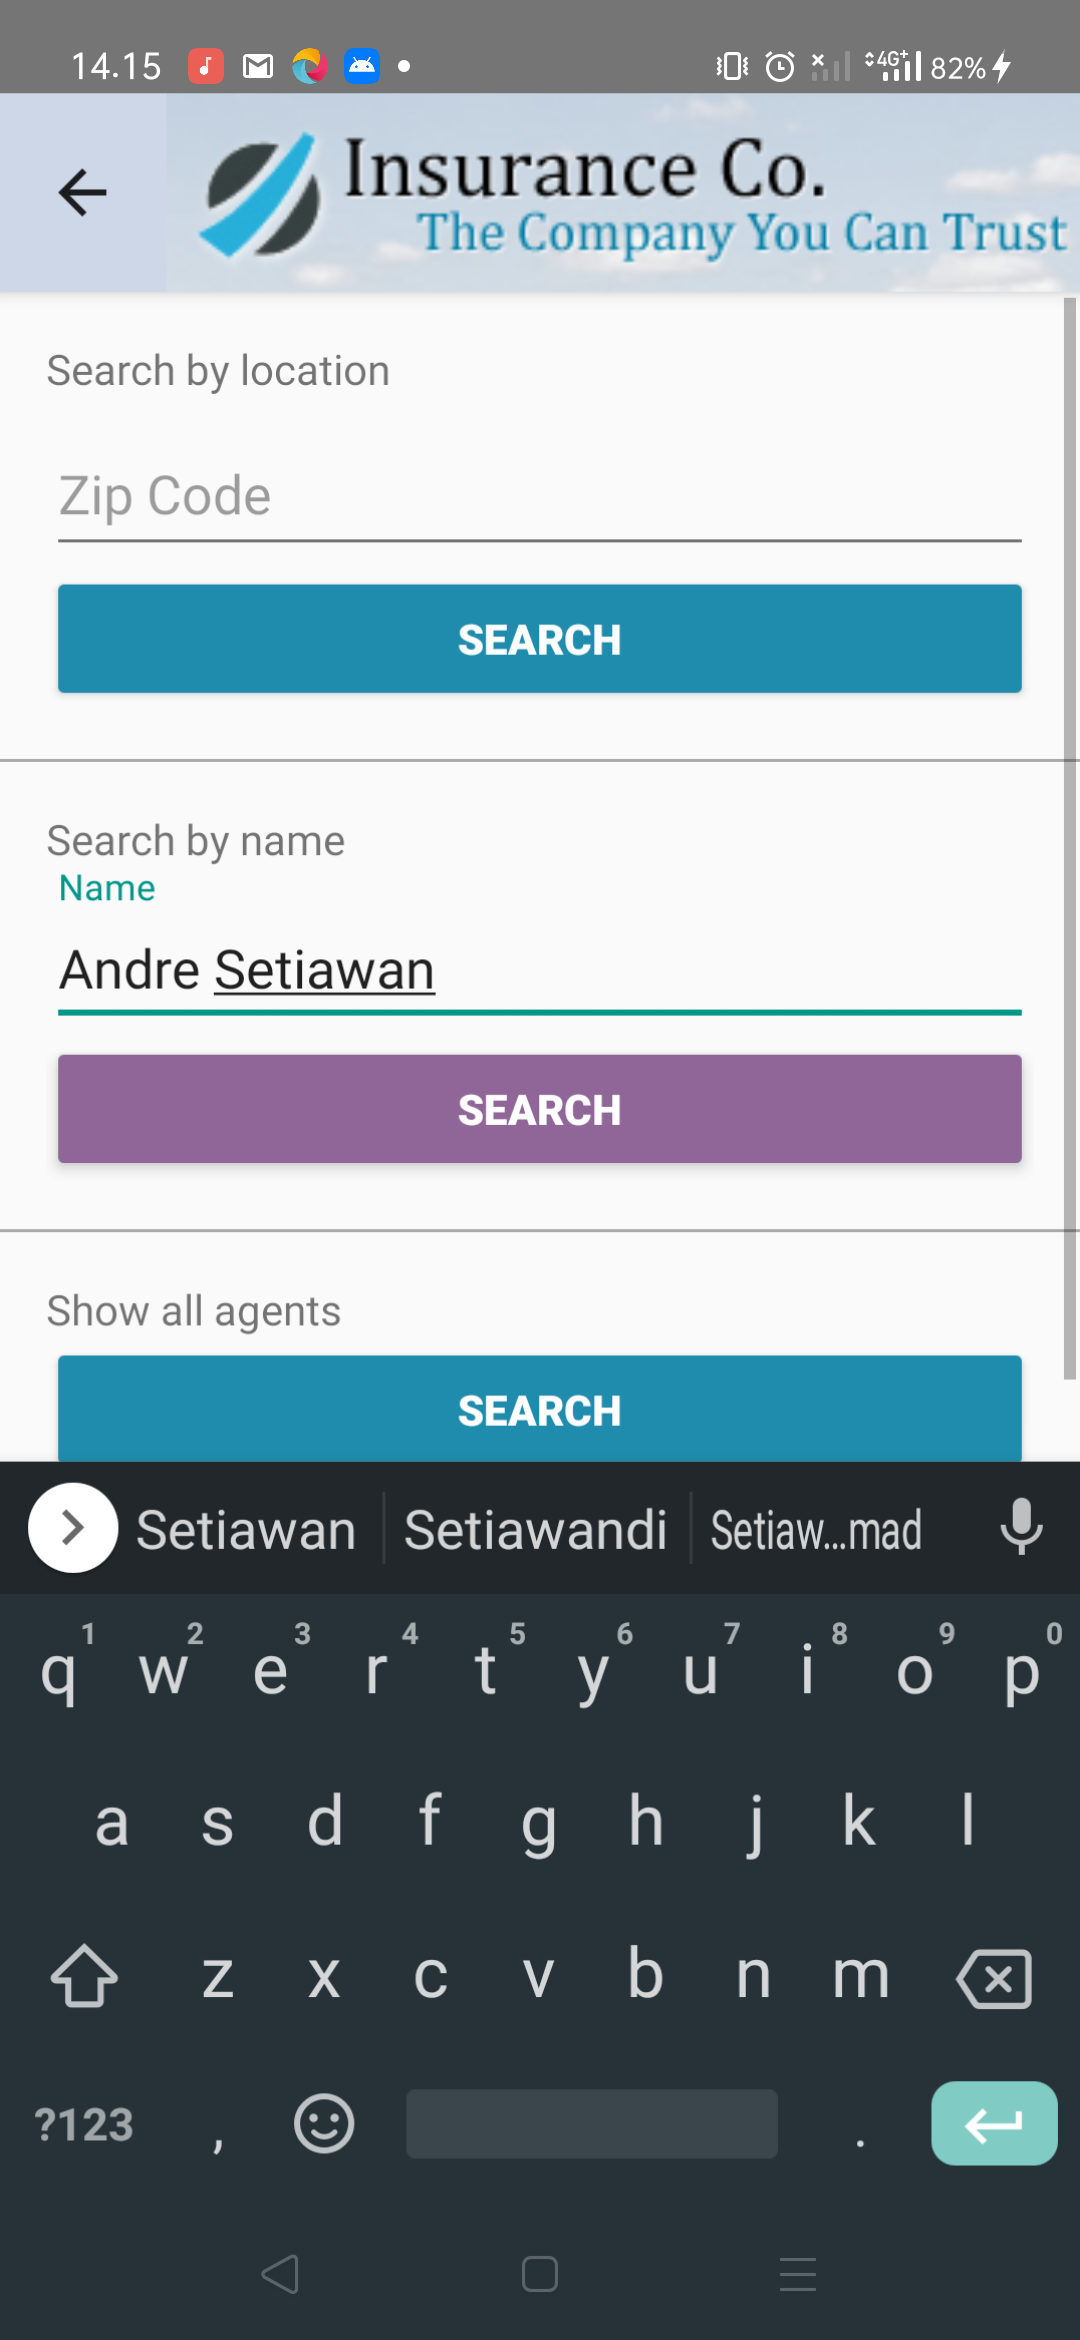 14.15
4G+ 82%
Insurance Co.
The Company You Can Trust
Search by location
Zip Code
SEARCH
Search by name
Name
Andre Setiawan
SEARCH
Show all agents
SEARCH
Setiawan Setiawandi Setiaw...mad
1 2 3 4 5 6 7 8 9 0
q w e r t y u i o p
a s d f g h j k l
z x c v b n m
?123 , .